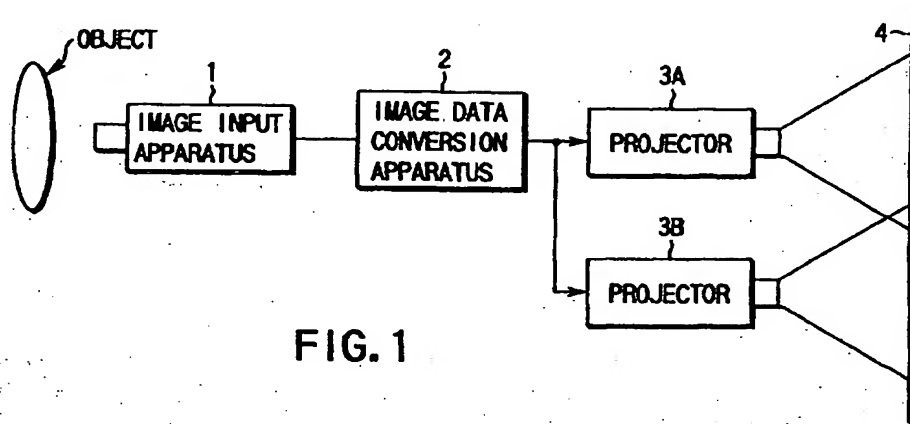 OBJECT
4
1
2
3A
IMAGE INPUT
APPARATUS
IMAGE DATA
CONVERSION
APPARATUS
PROJECTOR
3B
PROJECTOR
FIG. 1